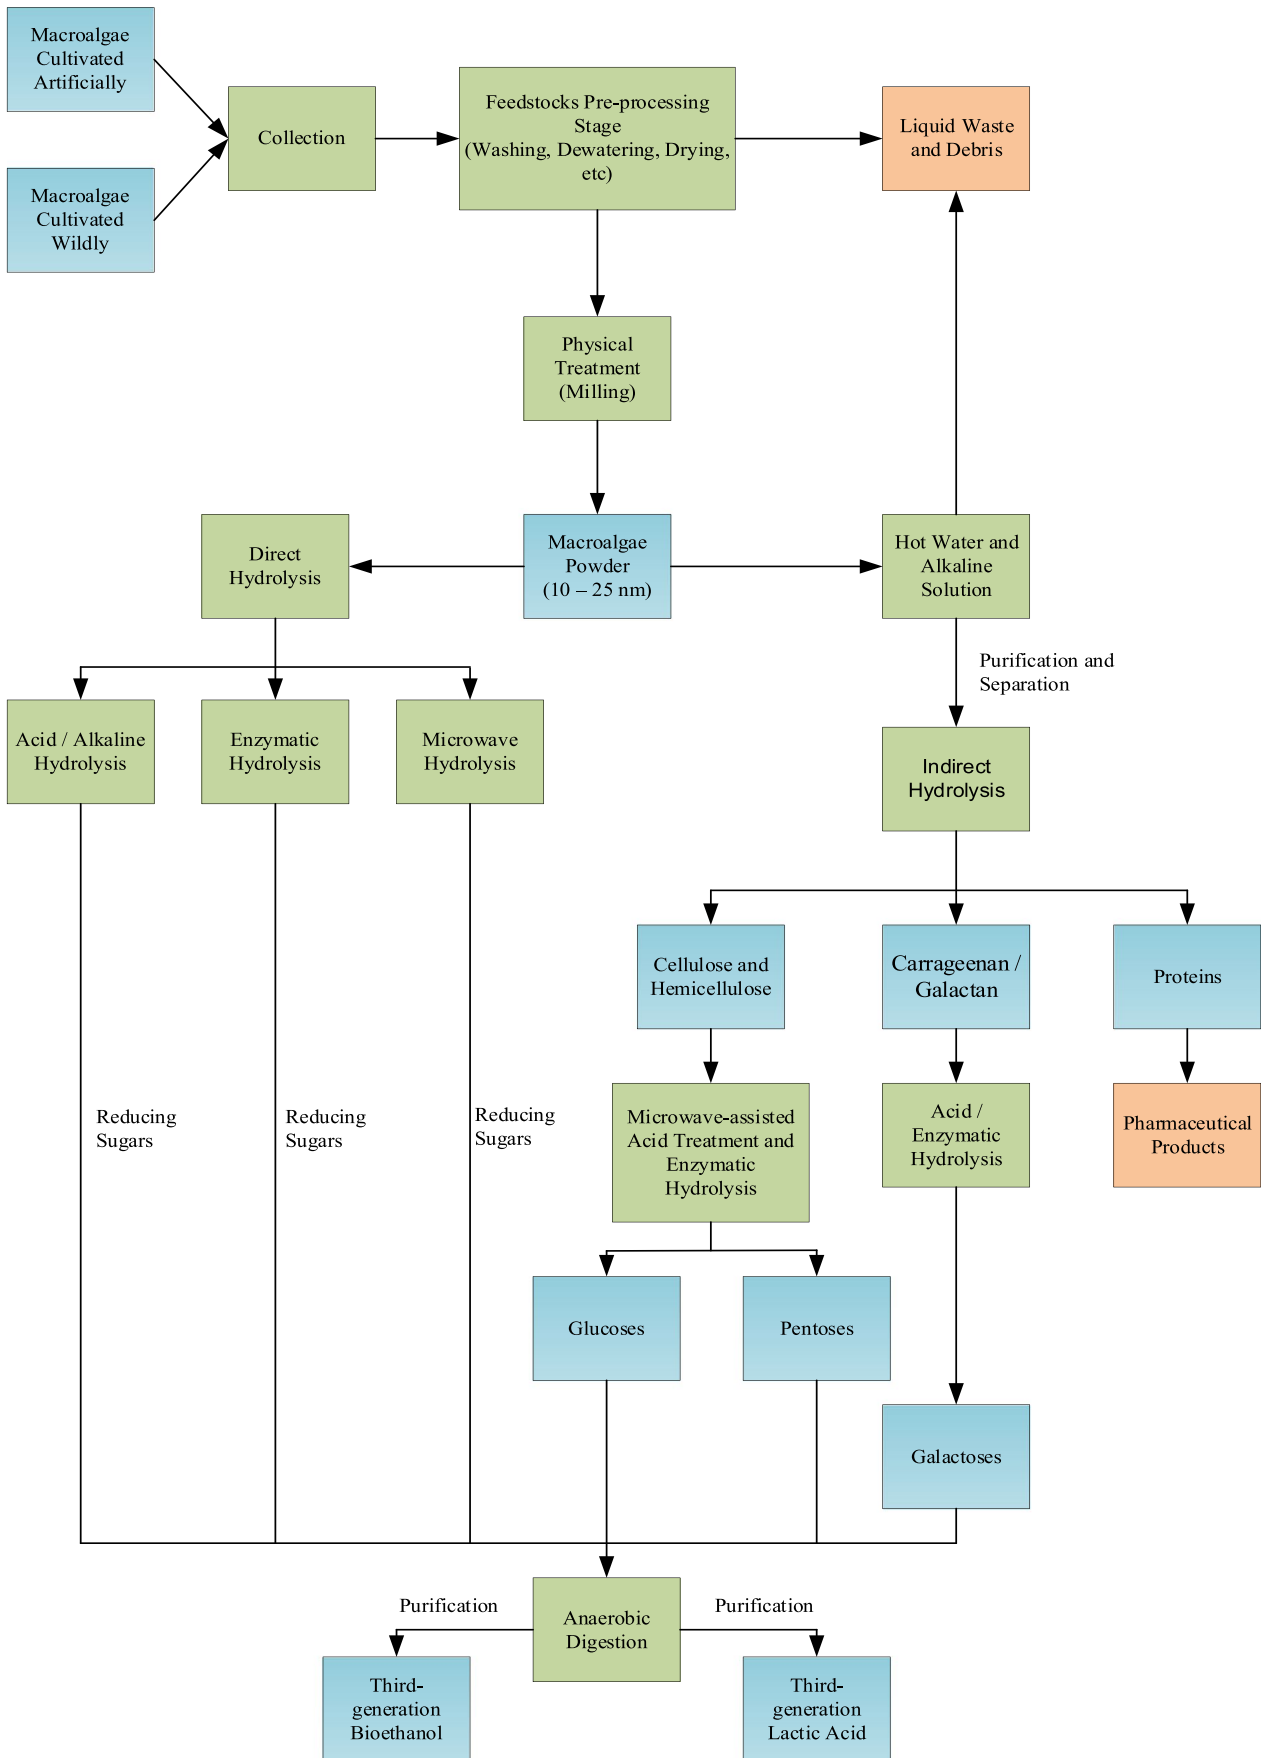 Macroalgae
Cultivated
Artificially
Macroalgae
Cultivated
Wildly
Collection
Feedstocks Pre-processing
Stage
(Washing, Dewatering, Drying,
etc)
Liquid Waste
and Debris
Physical
Treatment
(Milling)
Direct
Hydrolysis
Macroalgae
Powder
(10 – 25 nm)
Hot Water and
Alkaline
Solution
Purification and
Separation
Acid / Alkaline
Hydrolysis
Enzymatic
Hydrolysis
Microwave
Hydrolysis
Indirect
Hydrolysis
Cellulose and
Hemicellulose
Carrageenan /
Galactan
Proteins
Reducing
Sugars
Reducing
Sugars
Reducing
Sugars
Microwave-assisted
Acid Treatment and
Enzymatic
Hydrolysis
Acid /
Enzymatic
Hydrolysis
Pharmaceutical
Products
Glucoses
Pentoses
Galactoses
Purification
Anaerobic
Digestion
Purification
Third-
generation
Bioethanol
Third-
generation
Lactic Acid